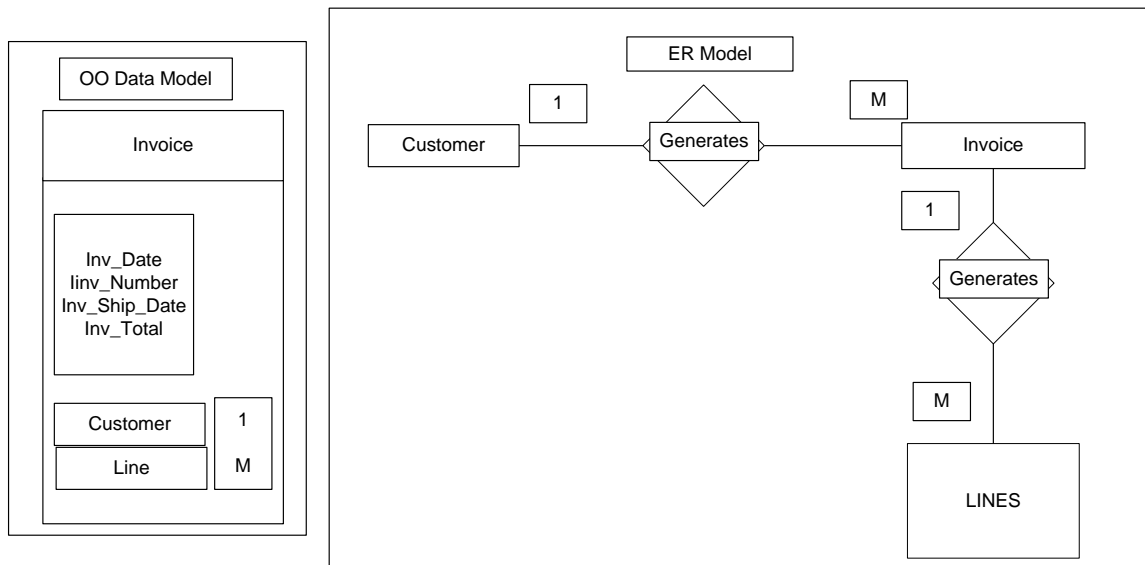 OO Data Model
Invoice
Inv_Date
Iinv_Number
Inv_Ship_Date
Inv_Total
Customer
1
Line
M
ER Model
1
M
Customer
Generates
Invoice
1
Generates
M
LINES